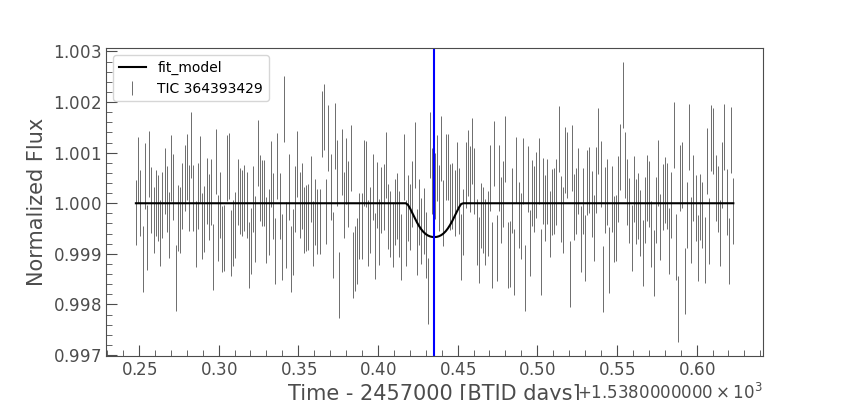 1.003
1.002
1.001
1.000
0.999
0.998
0.997
Normalized Flux
fit_model
TIC 364393429
0.25 0.30 0.35 0.40 0.45 0.50 0.55 0.60
Time - 2457000 [BTJD days]
+1.5380000000 × 10³